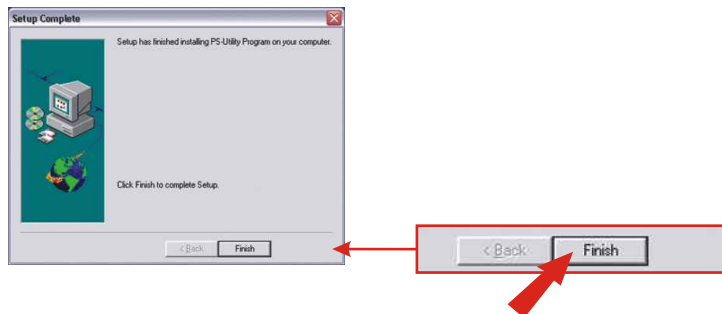 Setup Complete
Setup has finished installing PS-Utility Program on your computer.
Click Finish to complete Setup.
< Back Finish
< Back Finish